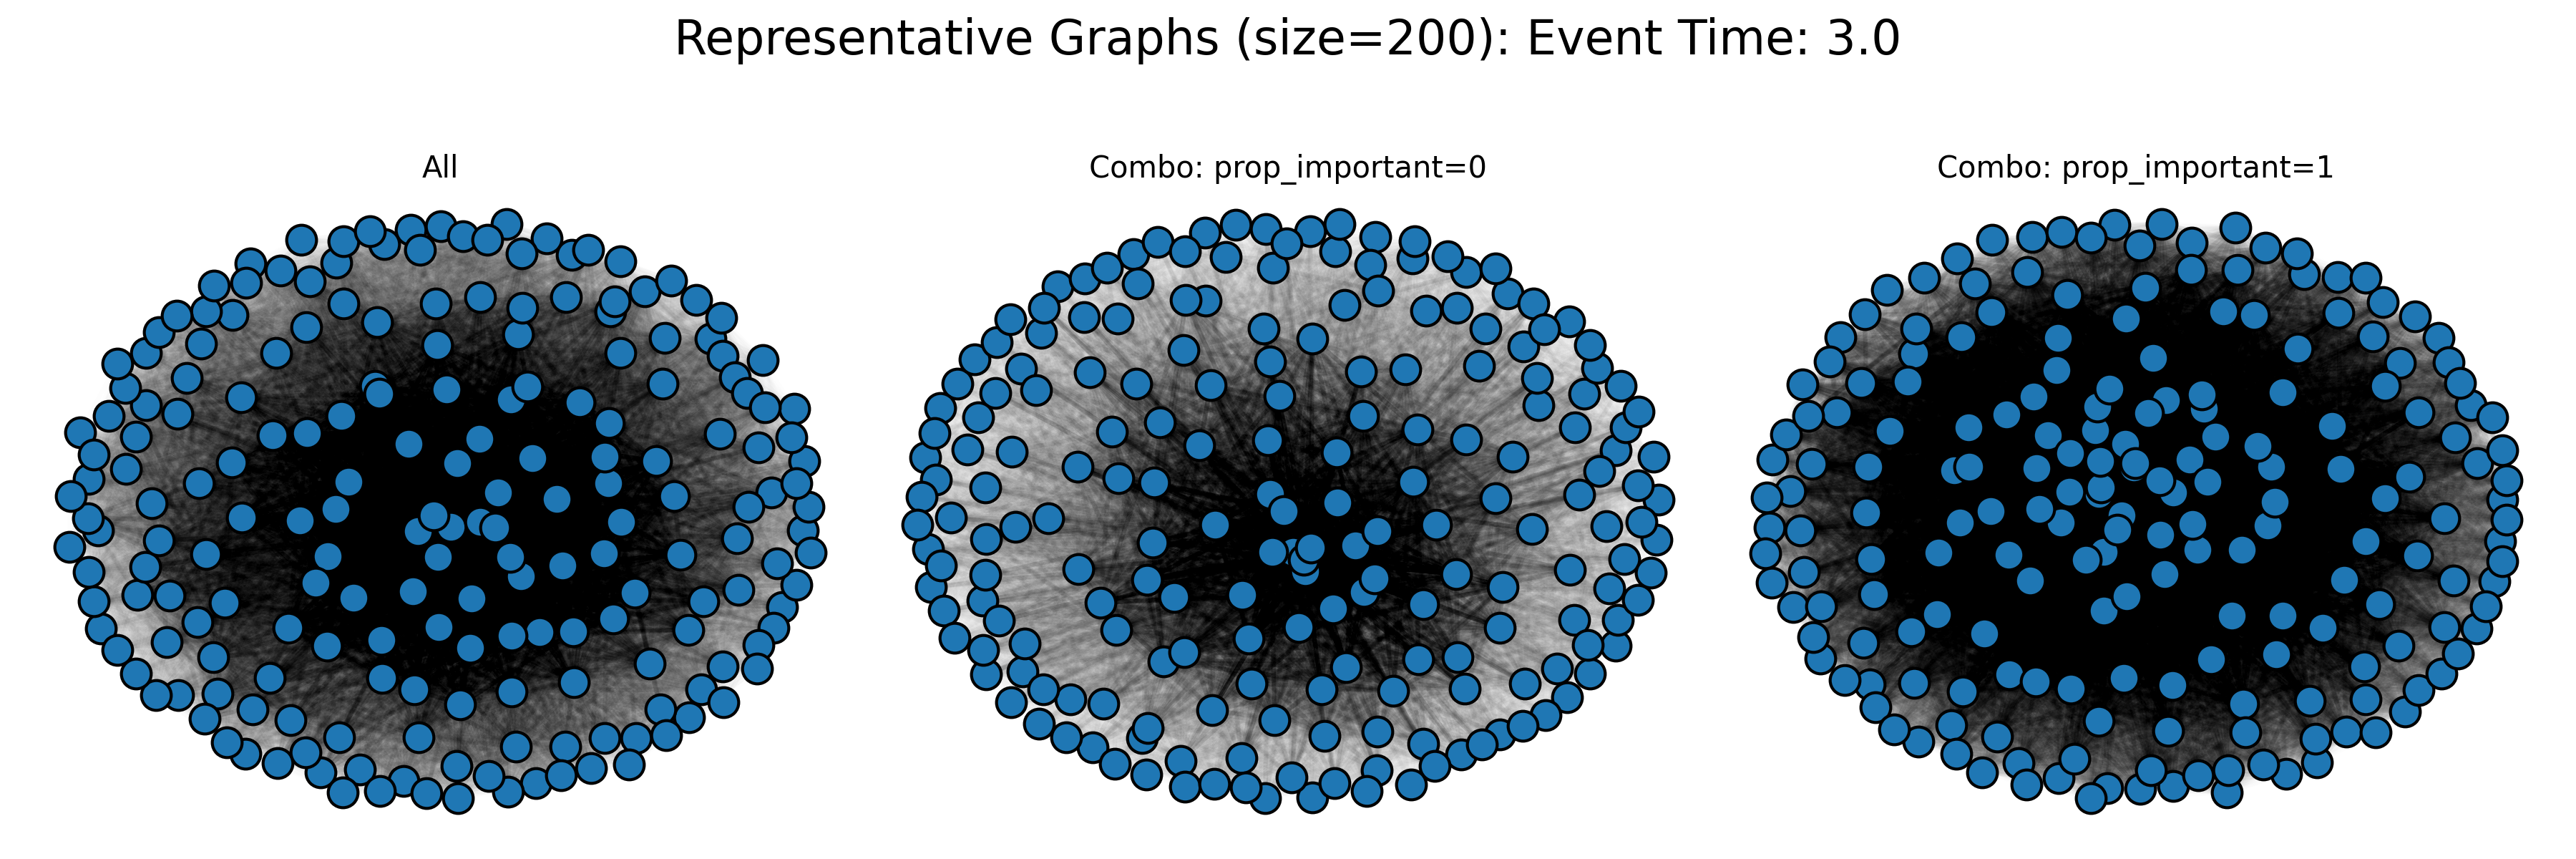 Representative Graphs (size=200): Event Time: 3.0
All
Combo: prop_important=0
Combo: prop_important=1